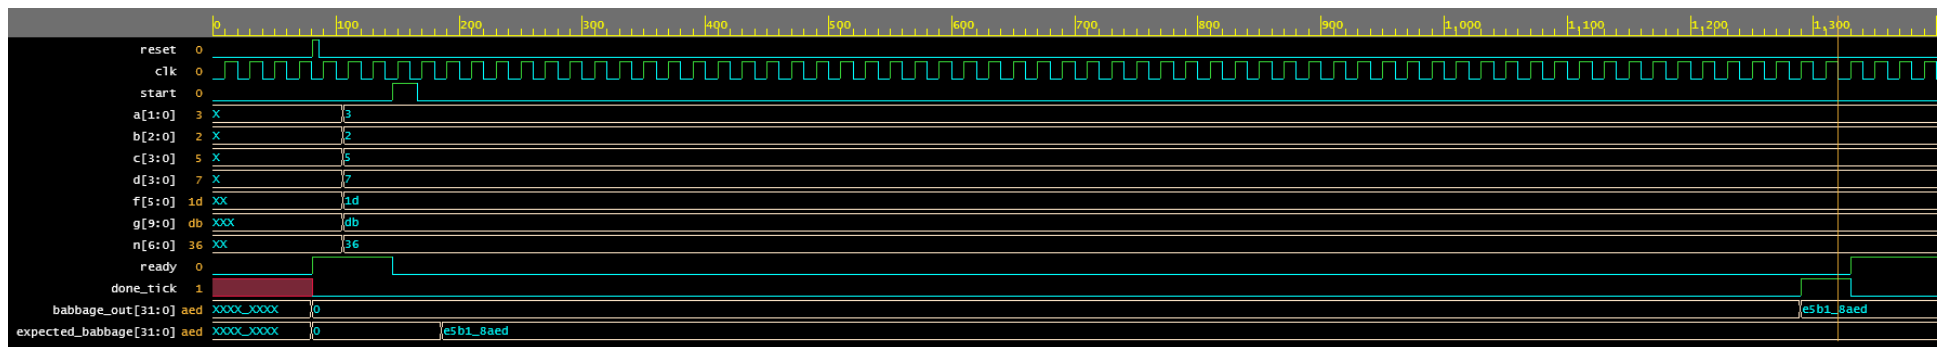 0 100 200 300 400 500 600 700 800 900 1,000 1,100 1,200 1,300
reset 0
clk 0
start 0
a[1:0] 3 X 3
b[2:0] 2 X 2
c[3:0] 5 X 5
d[3:0] 7 X 7
f[5:0] 1d XX 1d
g[9:0] db XXX db
n[6:0] 36 XX 36
ready 0
done_tick 1
babbage_out[31:0] aed XXXX_XXXX 0 e5b1_8aed
expected_babbage[31:0] aed XXXX_XXXX 0 e5b1_8aed